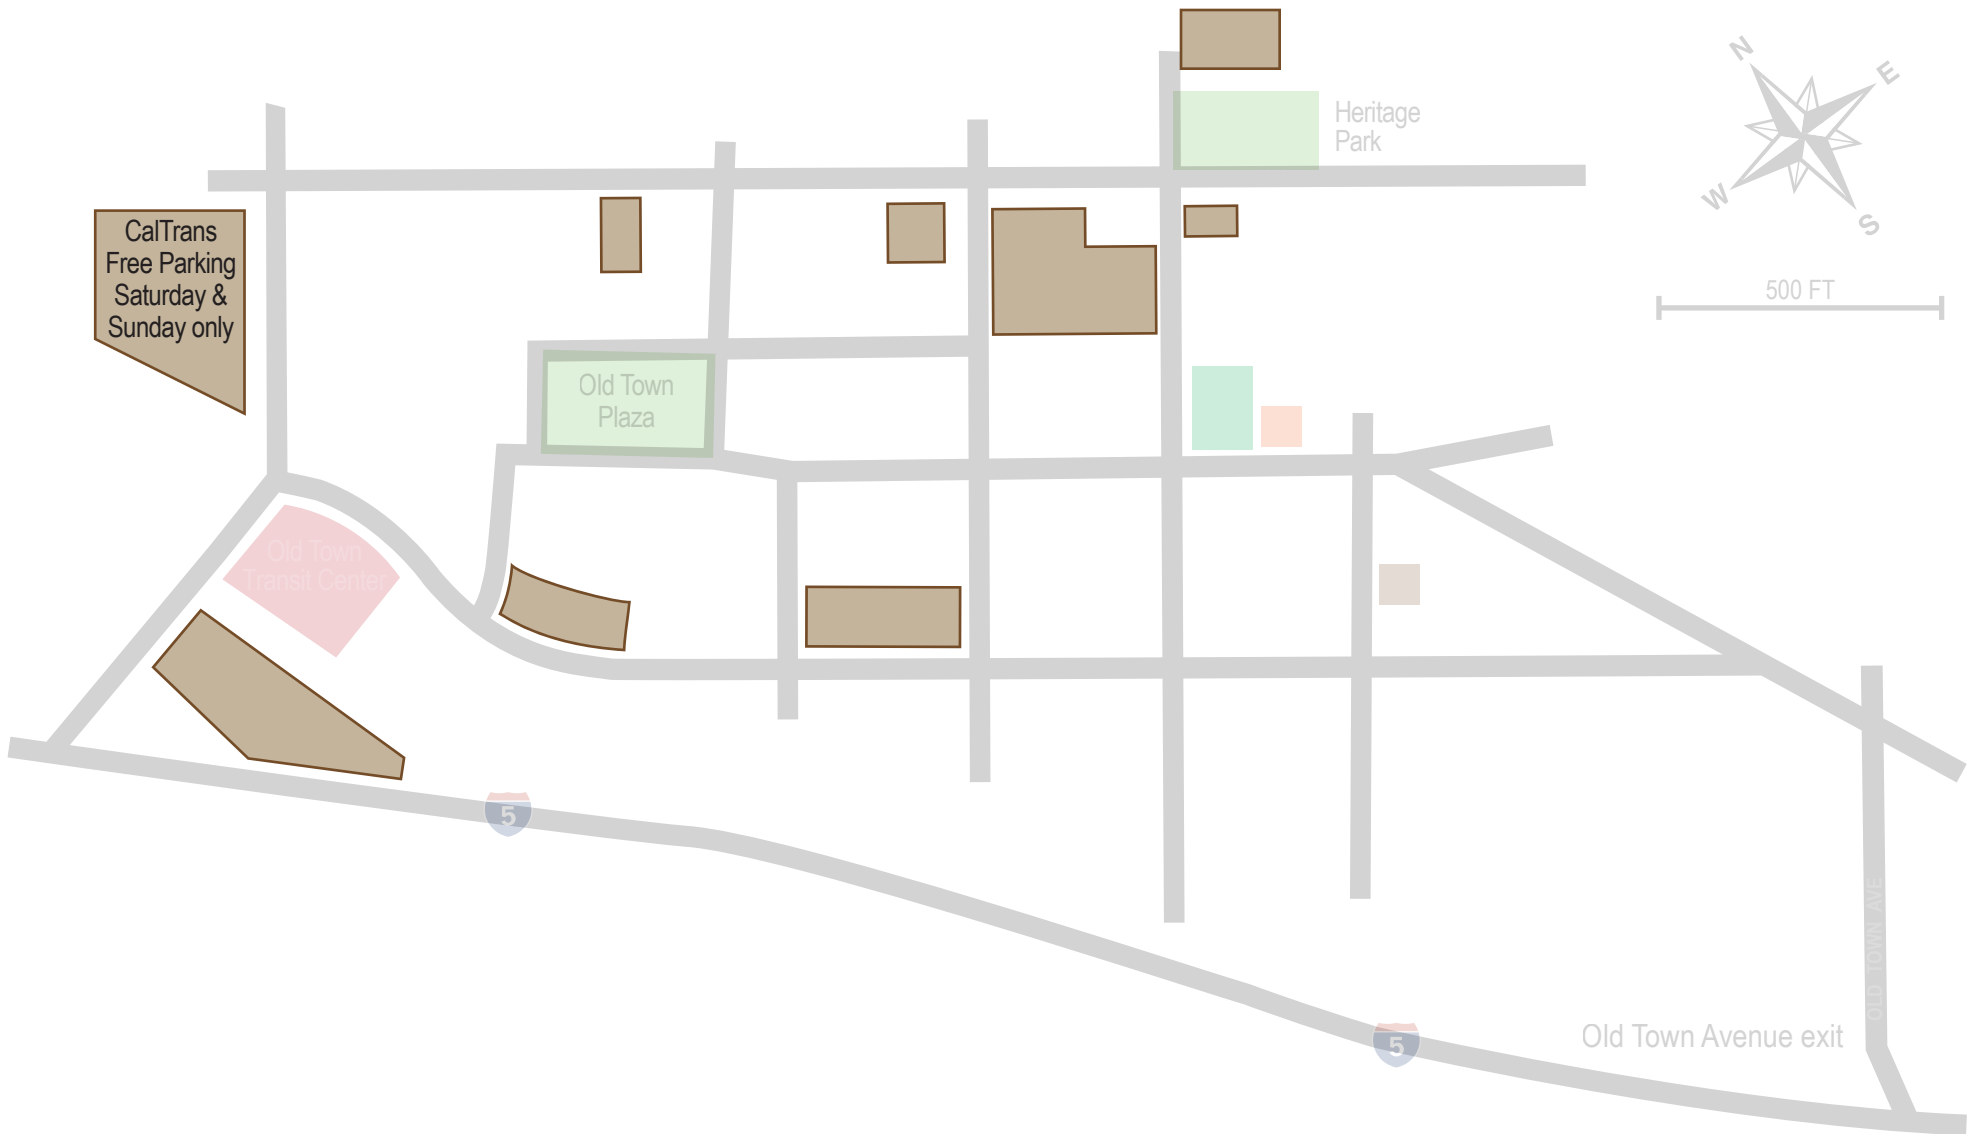 Heritage
Park
N
E
W
S
CalTrans
Free Parking
Saturday &
Sunday only
500 FT
Old Town
Plaza
Old Town
Transit Center
5
OLD TOWN AVE
Old Town Avenue exit
5